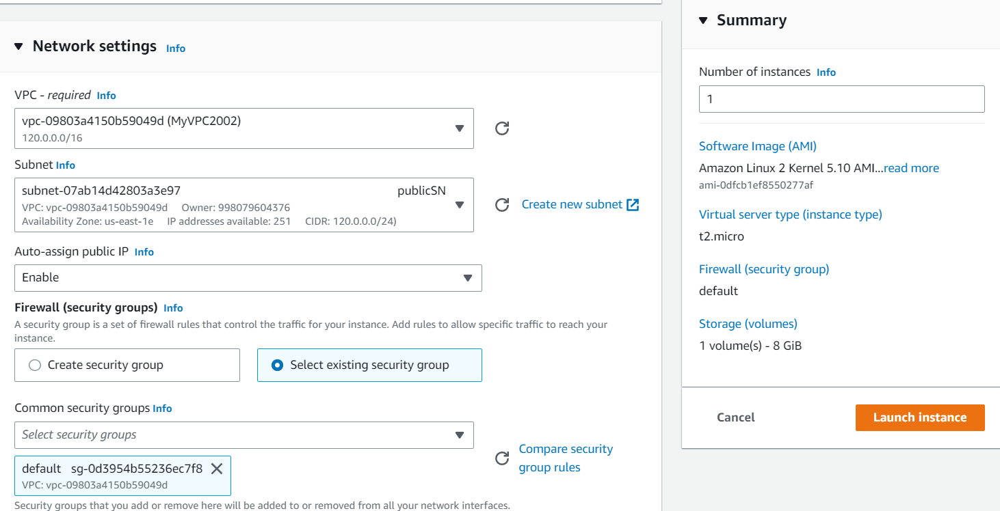 Network settings Info
VPC - required Info
vpc-09803a4150b59049d (MyVPC2002)
120.0.0.0/16
Subnet Info
subnet-07ab14d42803a3e97 publicSN
VPC: vpc-09803a4150b59049d Owner: 998079604376
Availability Zone: us-east-1e IP addresses available: 251 CIDR: 120.0.0.0/24)
Create new subnet
Auto-assign public IP Info
Enable
Firewall (security groups) Info
A security group is a set of firewall rules that control the traffic for your instance. Add rules to allow specific traffic to reach your
instance.
Create security group
Select existing security group
Common security groups Info
Select security groups
default sg-0d3954b55236ec7f8
VPC: vpc-09803a4150b59049d
Compare security
group rules
Security groups that you add or remove here will be added to or removed from all your network interfaces.
Summary
Number of instances Info
1
Software Image (AMI)
Amazon Linux 2 Kernel 5.10 AMI...read more
ami-0dfcb1ef8550277af
Virtual server type (instance type)
t2.micro
Firewall (security group)
default
Storage (volumes)
1 volume(s) - 8 GiB
Cancel
Launch instance